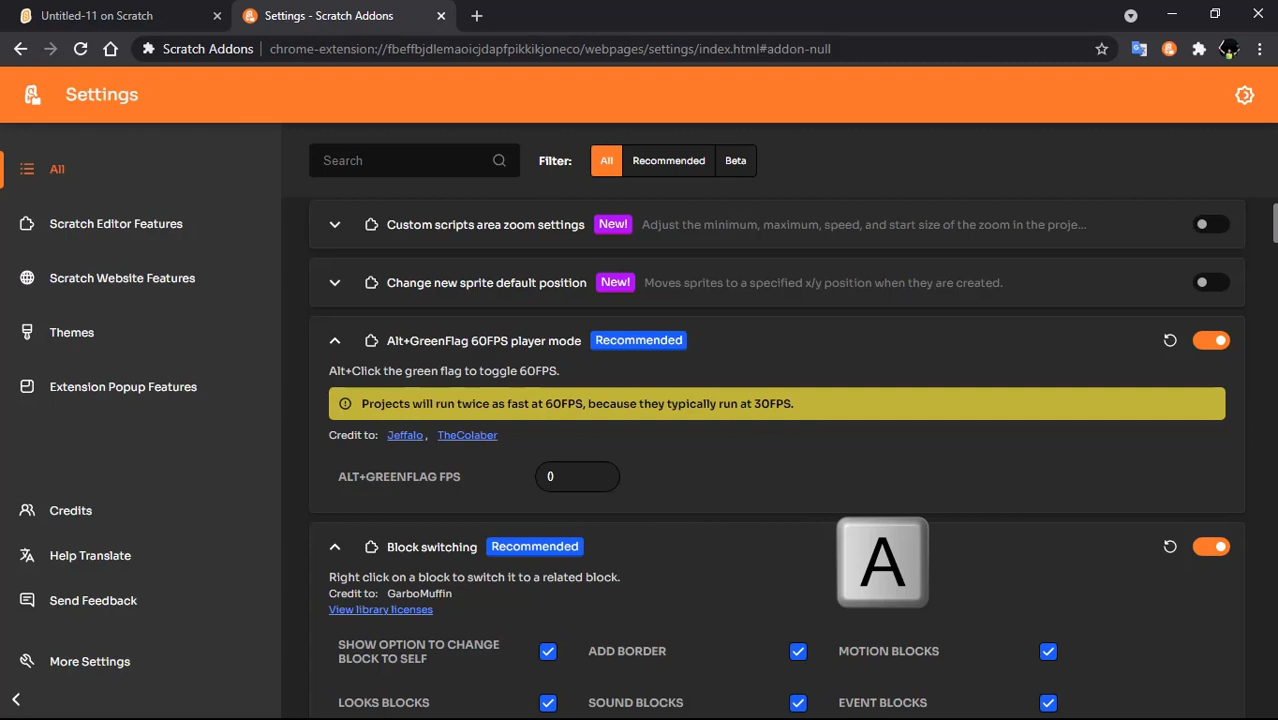 Untitled-11 on Scratch
Settings - Scratch Addons
Scratch Addons
chrome-extension://fbeffbjdlemaoicjdapfpikkikjoneco/webpages/settings/index.html#addon-null
Settings
All
Scratch Editor Features
Scratch Website Features
Themes
Extension Popup Features
Credits
Help Translate
Send Feedback
More Settings
Search
Filter:
All
Recommended
Beta
Custom scripts area zoom settings New! Adjust the minimum, maximum, speed, and start size of the zoom in the proje...
Change new sprite default position New! Moves sprites to a specified x/y position when they are created.
Alt+GreenFlag 60FPS player mode Recommended
Alt+Click the green flag to toggle 60FPS.
Projects will run twice as fast at 60FPS, because they typically run at 30FPS.
Credit to: Jeffalo, TheColaber
ALT+GREENFLAG FPS 0
Block switching Recommended
Right click on a block to switch it to a related block.
Credit to: GarboMuffin
View library licenses
A
SHOW OPTION TO CHANGE
BLOCK TO SELF
ADD BORDER
MOTION BLOCKS
LOOKS BLOCKS
SOUND BLOCKS
EVENT BLOCKS